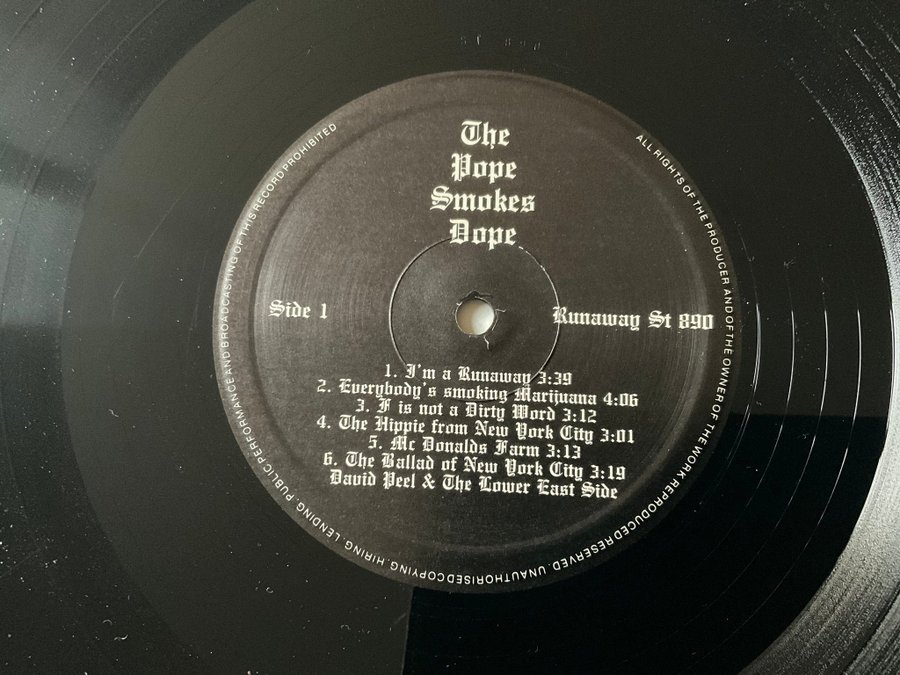 The
Pope
Smokes
Dope
Side 1
Runaway St 890
1. I'm a Runaway 3:39
2. Everybody's smoking Marijuana 4:06
3. F is not a Dirty Word 3:12
4. The Hippie from New York City 3:01
5. Mc Donalds Farm 3:13
6. The Ballad of New York City 3:19
David Peel & The Lower East Side
ALL RIGHTS OF THE PRODUCER AND OF THE OWNER OF THE WORK REPRODUCED RESERVED. UNAUTHORISED COPYING. HIRING. LENDING. PUBLIC PERFORMANCE AND BROADCASTING OF THIS RECORD PROHIBITED